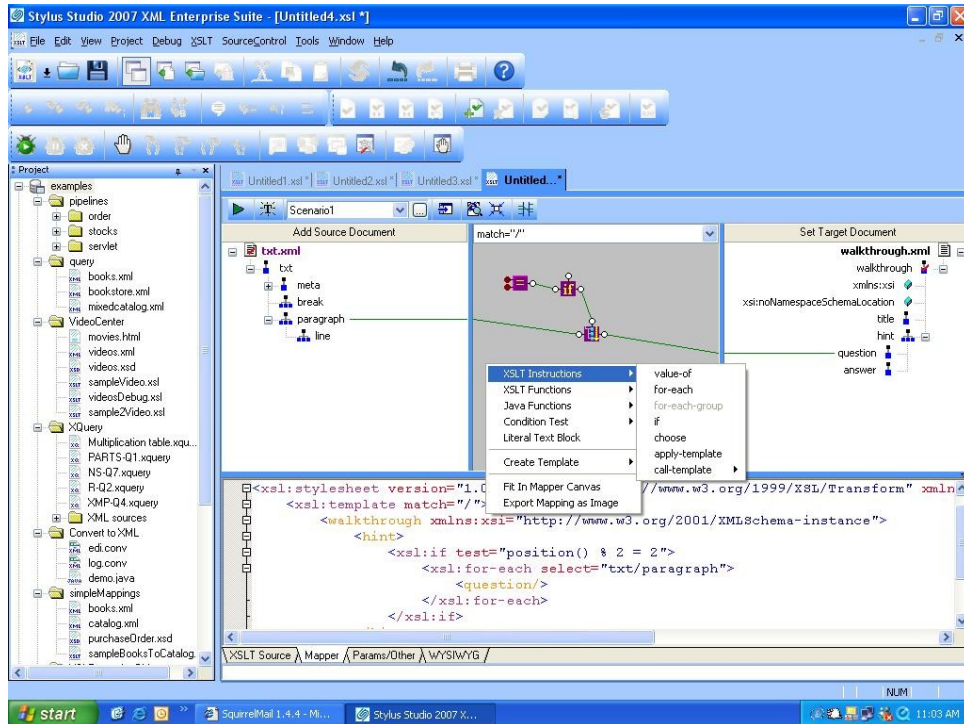 Stylus Studio 2007 XML Enterprise Suite - [Untitled4.xsl *]
File Edit View Project Debug XSLT SourceControl Tools Window Help
Project
examples
pipelines
order
stocks
servlet
query
books.xml
bookstore.xml
mixedcatalog.xml
VideoCenter
movies.html
videos.xml
videos.xsd
sampleVideo.xsl
videosDebug.xsl
sample2Video.xsl
XQuery
Multiplication table.xqu...
PARTS-Q1.xquery
NS-Q7.xquery
R-Q2.xquery
XMP-Q4.xquery
XML sources
Convert to XML
edi.conv
log.conv
demo.java
simpleMappings
books.xml
catalog.xml
purchaseOrder.xsd
sampleBooksToCatalog.
Untitled1.xsl* Untitled2.xsl* Untitled3.xsl* Untitled...*
Scenario1
Add Source Document
txt.xml
txt
meta
break
paragraph
line
match="/"
if
Set Target Document
walkthrough.xml
walkthrough
xmlns:xsi
xsi:noNamespaceSchemaLocation
title
hint
question
answer
XSLT Instructions
XSLT Functions
Java Functions
Condition Test
Literal Text Block
Create Template
Fit In Mapper Canvas
Export Mapping as Image
value-of
for-each
for-each-group
if
choose
apply-template
call-template
<xsl:stylesheet version="1.0 //www.w3.org/1999/XSL/Transform" xmln
<xsl:template match="/">
<walkthrough xmlns:xsi="http://www.w3.org/2001/XMLSchema-instance">
<hint>
<xsl:if test="position() % 2 = 2">
<xsl:for-each select="txt/paragraph">
<question/>
</xsl:for-each>
</xsl:if>
XSLT Source Mapper Params/Other WYSIWYG
NUM
start
SquirrelMail 1.4.4 - Mi...
Stylus Studio 2007 X...
11:03 AM